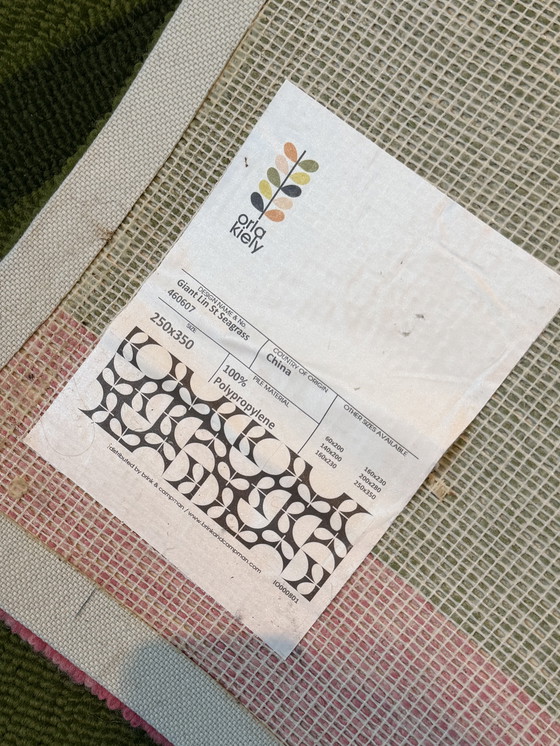 orla
kiely
DESIGN NAME & No.
Giant Lin St Seagrass
460607
SIZE
250x350
COUNTRY OF ORIGIN
China
PILE MATERIAL
100%
Polypropylene
OTHER SIZES AVAILABLE
60x200
140x200
160x230
160x230
200x280
250x350
distributed by brink & campman / www.brinkandcampman.com
IO000801